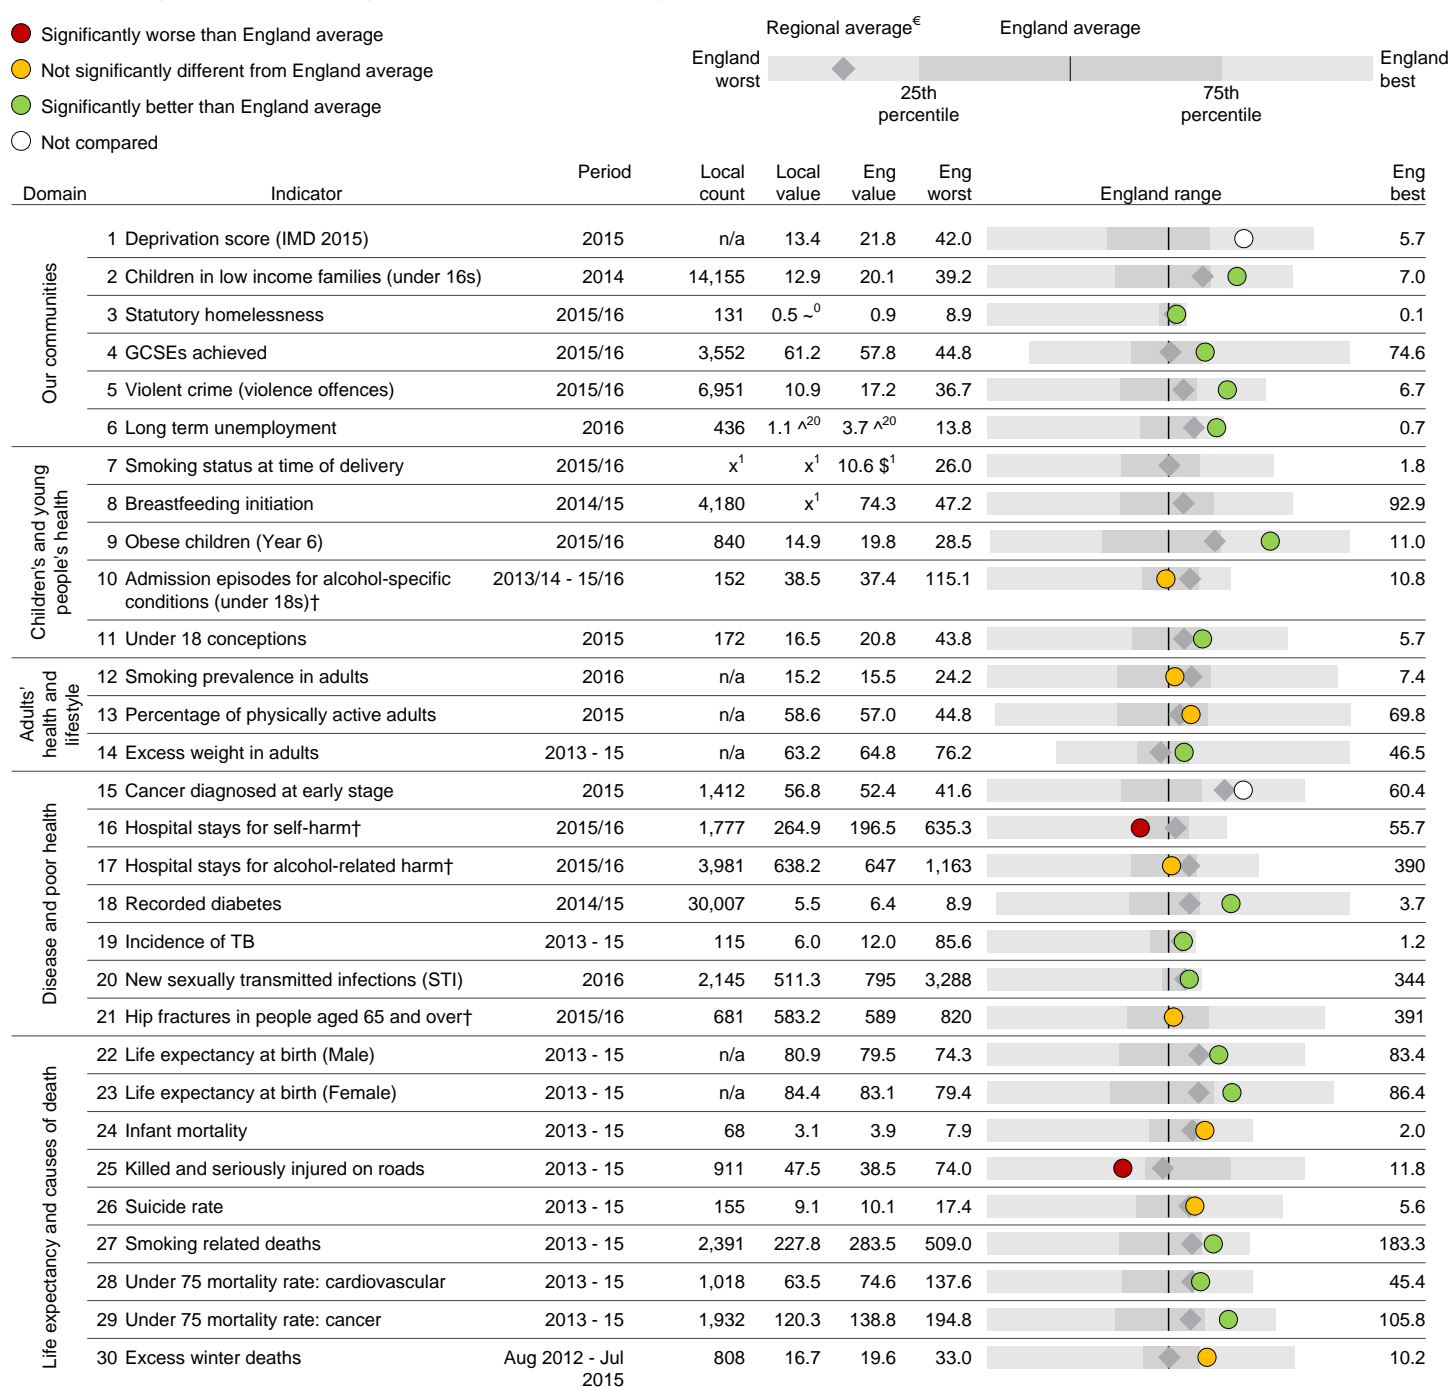 Significantly worse than England average
Not significantly different from England average
Significantly better than England average
Not compared
Regional average€ England average
England worst
England best
25th percentile
75th percentile
Domain Indicator Period Local count Local value Eng value Eng worst England range Eng best
Our communities
1 Deprivation score (IMD 2015) 2015 n/a 13.4 21.8 42.0 5.7
2 Children in low income families (under 16s) 2014 14,155 12.9 20.1 39.2 7.0
3 Statutory homelessness 2015/16 131 0.5 ~0 0.9 8.9 0.1
4 GCSEs achieved 2015/16 3,552 61.2 57.8 44.8 74.6
5 Violent crime (violence offences) 2015/16 6,951 10.9 17.2 36.7 6.7
6 Long term unemployment 2016 436 1.1 ^20 3.7 ^20 13.8 0.7
Children's and young people's health
7 Smoking status at time of delivery 2015/16 x1 x1 10.6 $1 26.0 1.8
8 Breastfeeding initiation 2014/15 4,180 x1 74.3 47.2 92.9
9 Obese children (Year 6) 2015/16 840 14.9 19.8 28.5 11.0
10 Admission episodes for alcohol-specific 2013/14 - 15/16 152 38.5 37.4 115.1 10.8
conditions (under 18s)†
11 Under 18 conceptions 2015 172 16.5 20.8 43.8 5.7
Adults' health and lifestyle
12 Smoking prevalence in adults 2016 n/a 15.2 15.5 24.2 7.4
13 Percentage of physically active adults 2015 n/a 58.6 57.0 44.8 69.8
14 Excess weight in adults 2013 - 15 n/a 63.2 64.8 76.2 46.5
Disease and poor health
15 Cancer diagnosed at early stage 2015 1,412 56.8 52.4 41.6 60.4
16 Hospital stays for self-harm† 2015/16 1,777 264.9 196.5 635.3 55.7
17 Hospital stays for alcohol-related harm† 2015/16 3,981 638.2 647 1,163 390
18 Recorded diabetes 2014/15 30,007 5.5 6.4 8.9 3.7
19 Incidence of TB 2013 - 15 115 6.0 12.0 85.6 1.2
20 New sexually transmitted infections (STI) 2016 2,145 511.3 795 3,288 344
21 Hip fractures in people aged 65 and over† 2015/16 681 583.2 589 820 391
Life expectancy and causes of death
22 Life expectancy at birth (Male) 2013 - 15 n/a 80.9 79.5 74.3 83.4
23 Life expectancy at birth (Female) 2013 - 15 n/a 84.4 83.1 79.4 86.4
24 Infant mortality 2013 - 15 68 3.1 3.9 7.9 2.0
25 Killed and seriously injured on roads 2013 - 15 911 47.5 38.5 74.0 11.8
26 Suicide rate 2013 - 15 155 9.1 10.1 17.4 5.6
27 Smoking related deaths 2013 - 15 2,391 227.8 283.5 509.0 183.3
28 Under 75 mortality rate: cardiovascular 2013 - 15 1,018 63.5 74.6 137.6 45.4
29 Under 75 mortality rate: cancer 2013 - 15 1,932 120.3 138.8 194.8 105.8
30 Excess winter deaths Aug 2012 - Jul 2015 808 16.7 19.6 33.0 10.2